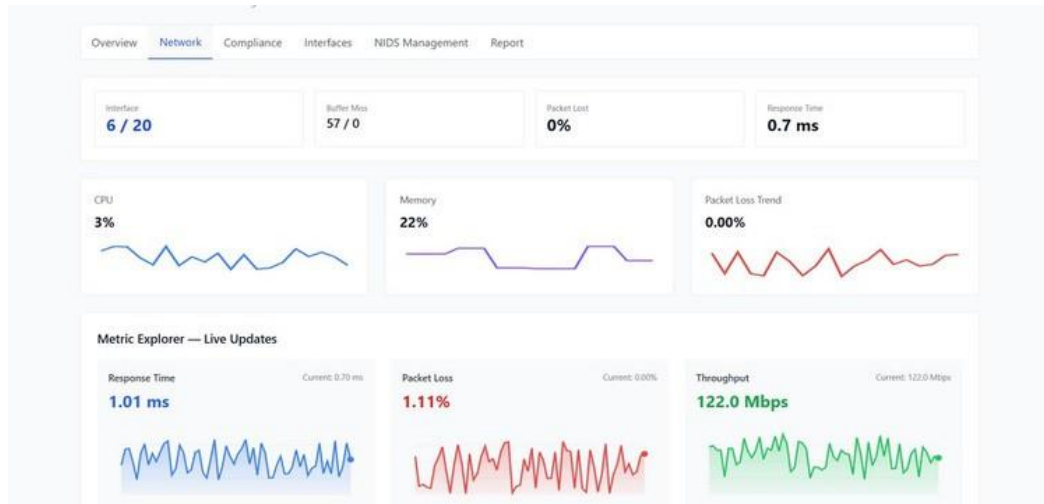 Overview Network Compliance Interfaces NIDS Management Report
Interface Buffer Miss Packet Lost Response Time
6 / 20 57 / 0 0% 0.7 ms
CPU Memory Packet Loss Trend
3% 22% 0.00%
Metric Explorer — Live Updates
Response Time Current: 0.70 ms Packet Loss Current: 0.00% Throughput Current: 122.0 Mbps
1.01 ms 1.11% 122.0 Mbps